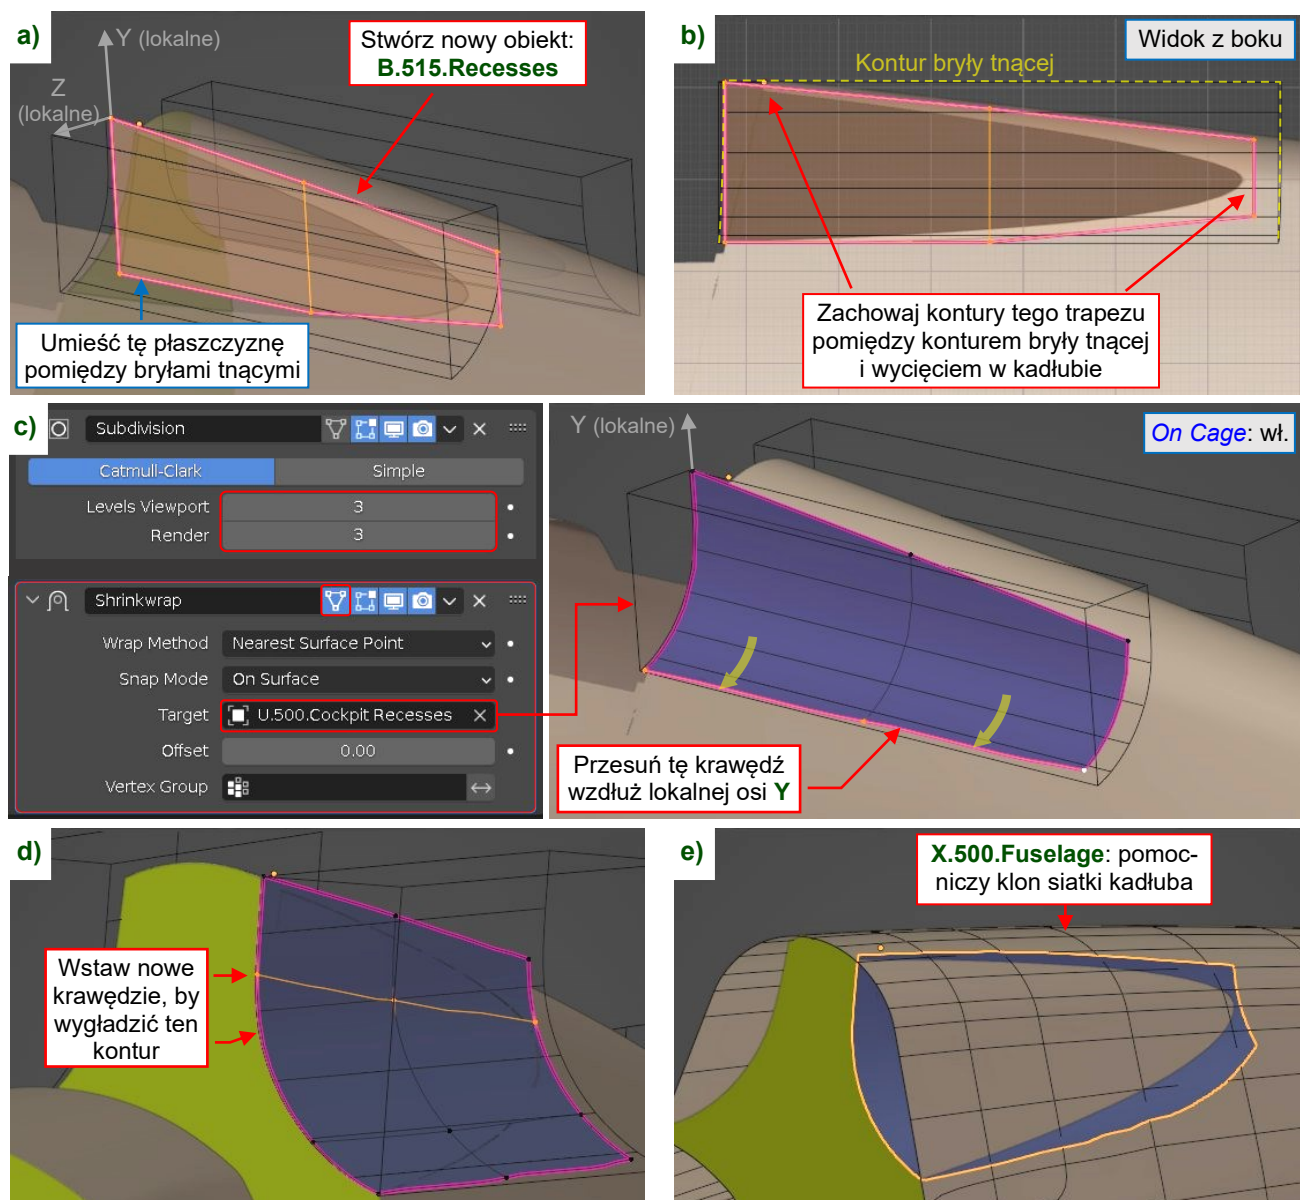 a)
Y (lokalne)
Z
(lokalne)
Stwórz nowy obiekt:
B.515.Recesses
Umieść tę płaszczyznę
pomiędzy bryłami tnącymi
b)
Widok z boku
Kontur bryły tnącej
Zachowaj kontury tego trapezu
pomiędzy konturem bryły tnącej
i wycięciem w kadłubie
c)
Subdivision
Catmull-Clark
Simple
Levels Viewport
3
Render
3
Shrinkwrap
Wrap Method
Nearest Surface Point
Snap Mode
On Surface
Target
U.500.Cockpit Recesses
Offset
0.00
Vertex Group
Y (lokalne)
On Cage: wł.
Przesuń tę krawędź
wzdłuż lokalnej osi Y
d)
Wstaw nowe
krawędzie, by
wygładzić ten
kontur
e)
X.500.Fuselage: pomoc-
niczy klon siatki kadłuba